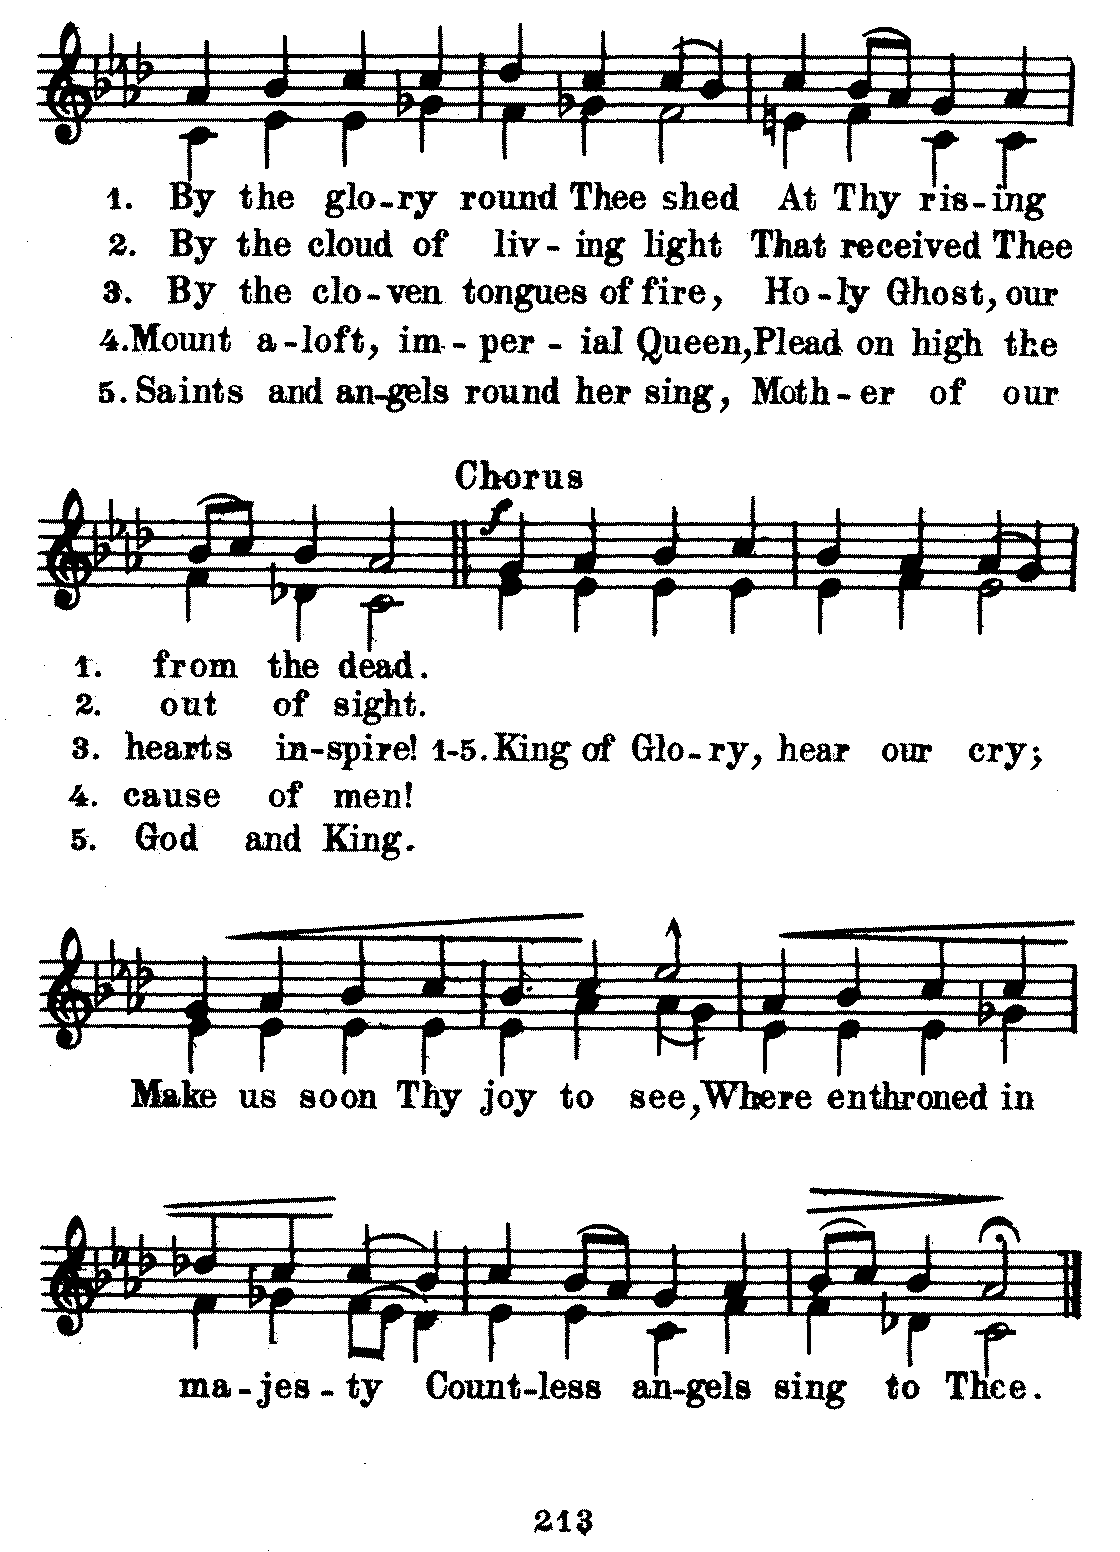 1. By the glo-ry round Thee shed At Thy ris-ing
2. By the cloud of liv-ing light That received Thee
3. By the clo-ven tongues of fire, Ho-ly Ghost, our
4. Mount a-loft, im-per-ial Queen, Plead on high the
5. Saints and an-gels round her sing, Moth-er of our
Chorus
f
1. from the dead.
2. out of sight.
3. hearts in-spire! 1-5. King of Glo-ry, hear our cry;
4. cause of men!
5. God and King.
Make us soon Thy joy to see, Where enthroned in
ma-jes-ty Count-less an-gels sing to Thee.
213